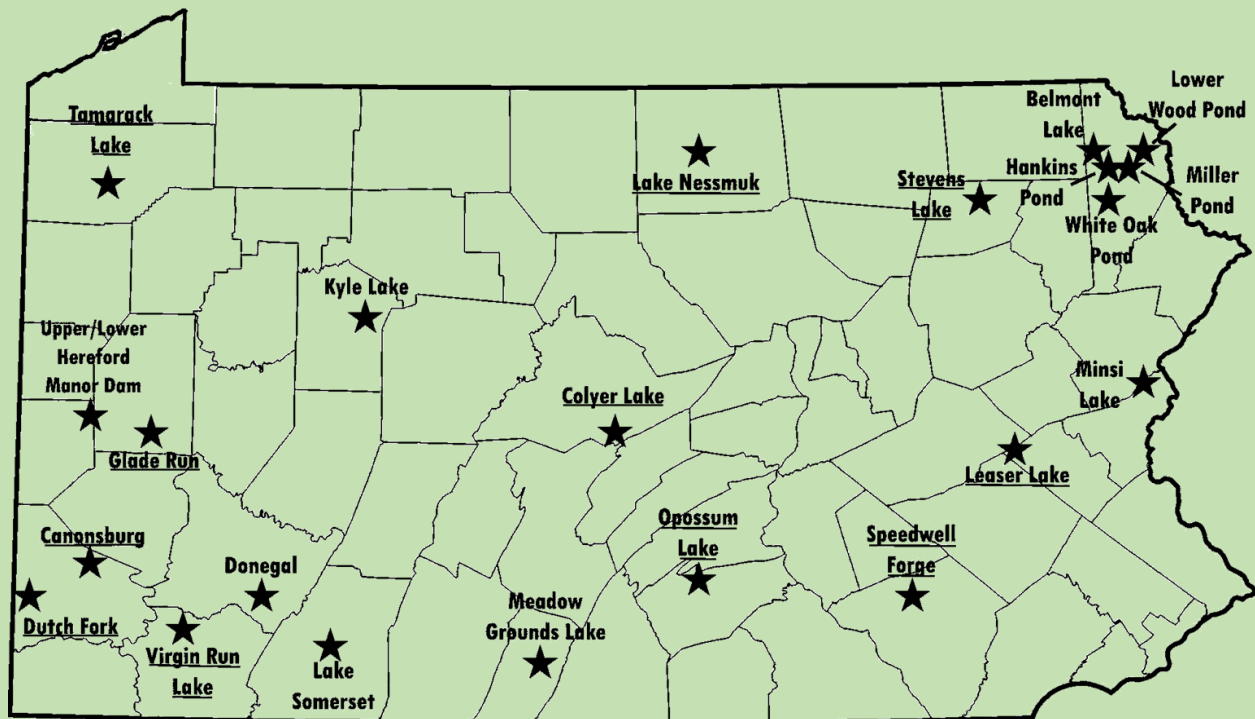 Lower
Wood Pond
Belmont
Lake
Tamarack
Lake
Lake Nessmuk
Stevens
Lake
Hankins
Pond
Miller
Pond
White Oak
Pond
Kyle Lake
Upper/Lower
Hereford
Manor Dam
Colyer Lake
Minsi
Lake
Glade Run
Leaser Lake
Canonsburg
Donegal
Opossum
Lake
Speedwell
Forge
Dutch Fork
Meadow
Grounds Lake
Virgin Run
Lake
Lake
Somerset